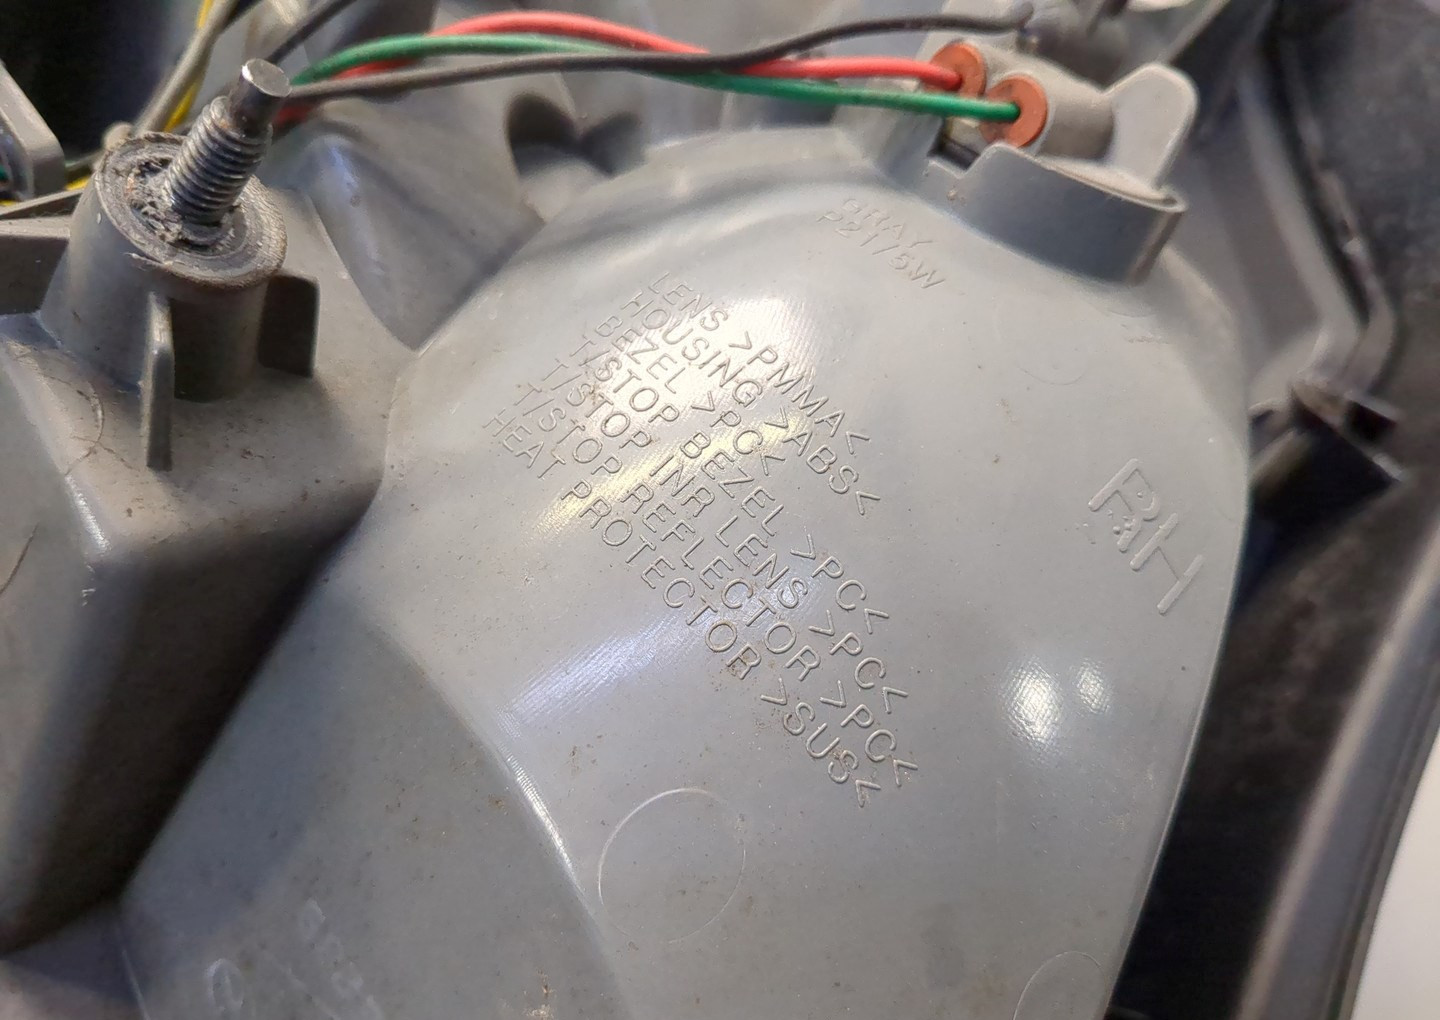 GRAY
P21/5W
LENS >PMMA<
HOUSING >ABS<
BEZEL >PC<
T/STOP BEZEL >PC<
T/STOP INR LENS >PC<
T/STOP REFLECTOR >PC<
HEAT PROTECTOR >SUS<
RH